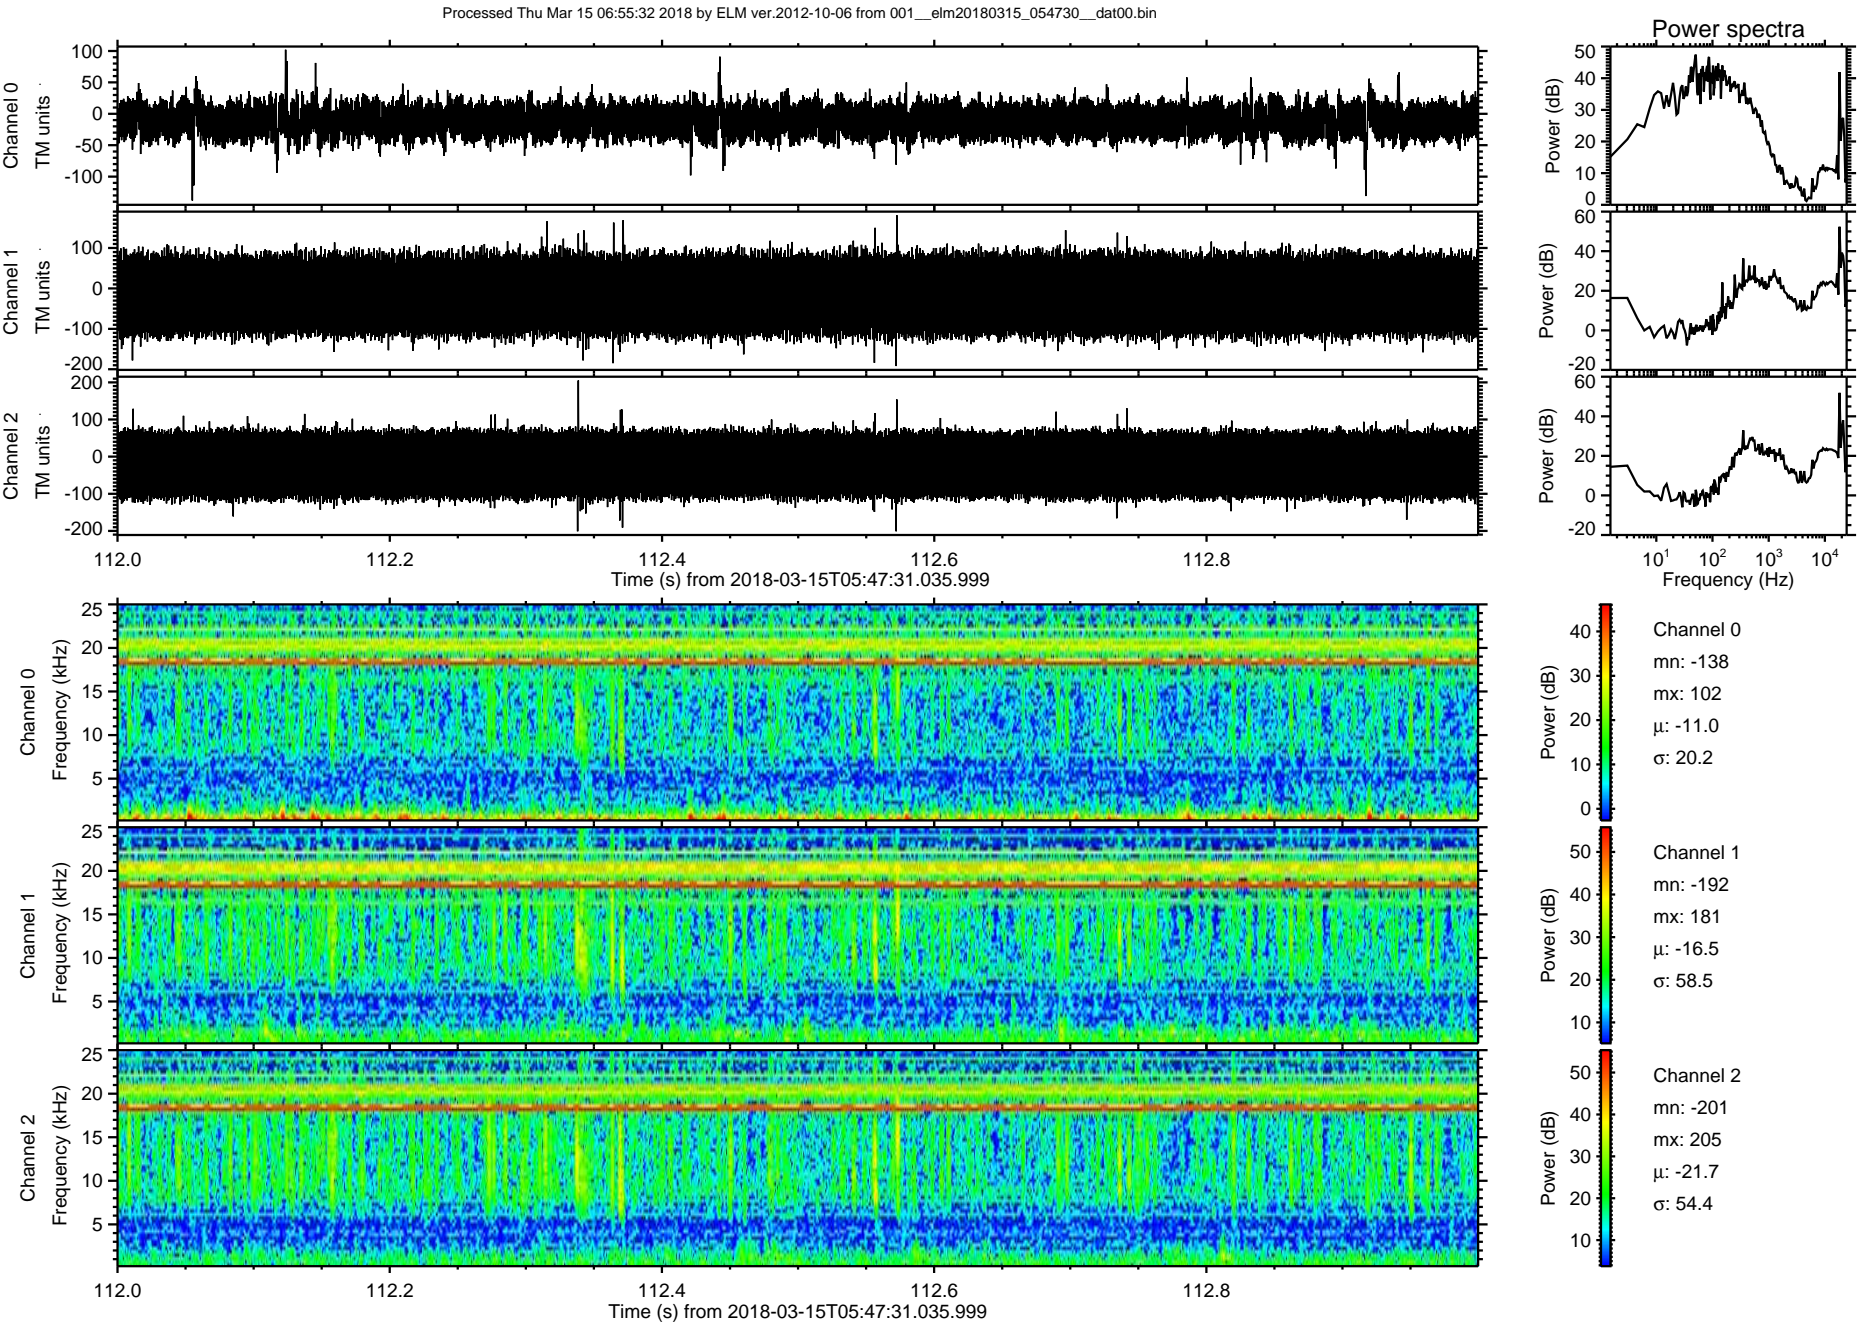 Processed Thu Mar 15 06:55:32 2018 by ELM ver.2012-10-06 from 001__elm20180315_054730__dat00.bin
Power spectra
Channel 0
TM units
100
50
0
-50
-100
Power (dB)
50
40
30
20
10
0
Channel 1
TM units
100
0
-100
-200
Power (dB)
60
40
20
0
-20
Channel 2
TM units
200
100
0
-100
-200
Power (dB)
60
40
20
0
-20
112.0 112.2 112.4 112.6 112.8
Time (s) from 2018-03-15T05:47:31.035.999
10¹ 10² 10³ 10⁴
Frequency (Hz)
Channel 0
Frequency (kHz)
25
20
15
10
5
Power (dB)
40
30
20
10
0
Channel 0
mn: -138
mx: 102
μ: -11.0
σ: 20.2
Channel 1
Frequency (kHz)
25
20
15
10
5
Power (dB)
50
40
30
20
10
Channel 1
mn: -192
mx: 181
μ: -16.5
σ: 58.5
Channel 2
Frequency (kHz)
25
20
15
10
5
Power (dB)
50
40
30
20
10
Channel 2
mn: -201
mx: 205
μ: -21.7
σ: 54.4
112.0 112.2 112.4 112.6 112.8
Time (s) from 2018-03-15T05:47:31.035.999